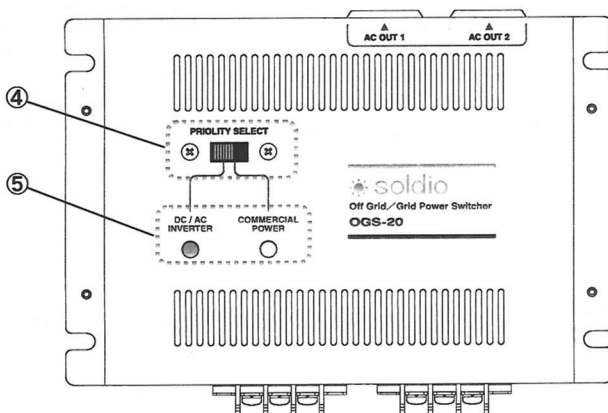 AC OUT 1
AC OUT 2
④
PRIOLITY SELECT
⑤
DC / AC
INVERTER
COMMERCIAL
POWER
soldio
Off Grid／Grid Power Switcher
OGS-20